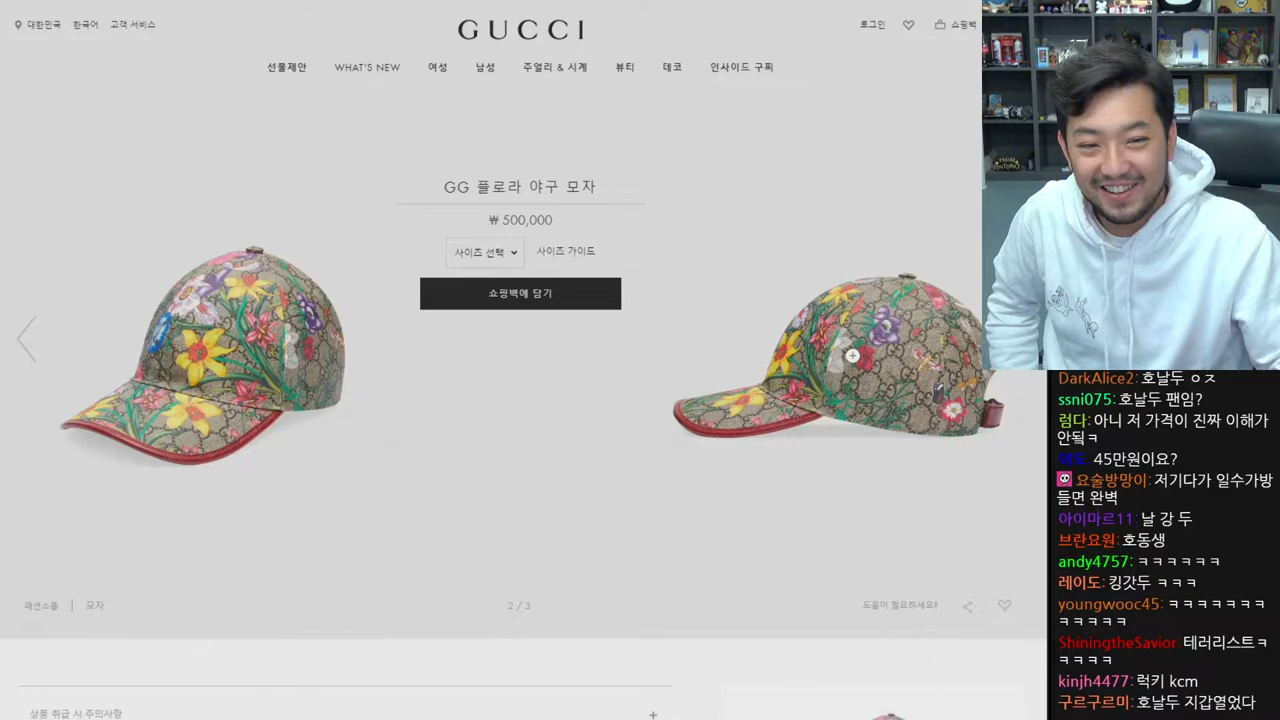 대한민국 한국어 고객 서비스
GUCCI
로그인 쇼핑백
선물제안 WHAT'S NEW 여성 남성 주얼리 & 시계 뷰티 데코 인사이드 구찌
GG 플로라 야구 모자
₩ 500,000
사이즈 선택 사이즈 가이드
쇼핑백에 담기
패션소품 | 모자
2 / 3
도움이 필요하세요?
상품 취급 시 주의사항
+
DarkAlice2: 호날두 ㅇㅈ
ssni075: 호날두 팬임?
럼다: 아니 저 가격이 진짜 이해가
안됰ㅋ
45만원이요?
요술방망이: 저기다가 일수가방
들면 완벽
아이마르11: 날 강 두
브란요원: 호동생
andy4757: ㅋㅋㅋㅋㅋㅋ
레이도: 킹갓두 ㅋㅋㅋ
youngwooc45: ㅋㅋㅋㅋㅋㅋㅋ
ㅋㅋㅋㅋㅋ
ShiningtheSavior: 테러리스트ㅋ
ㅋㅋㅋㅋ
kinjh4477: 럭키 kcm
구르구르미: 호날두 지갑열었다